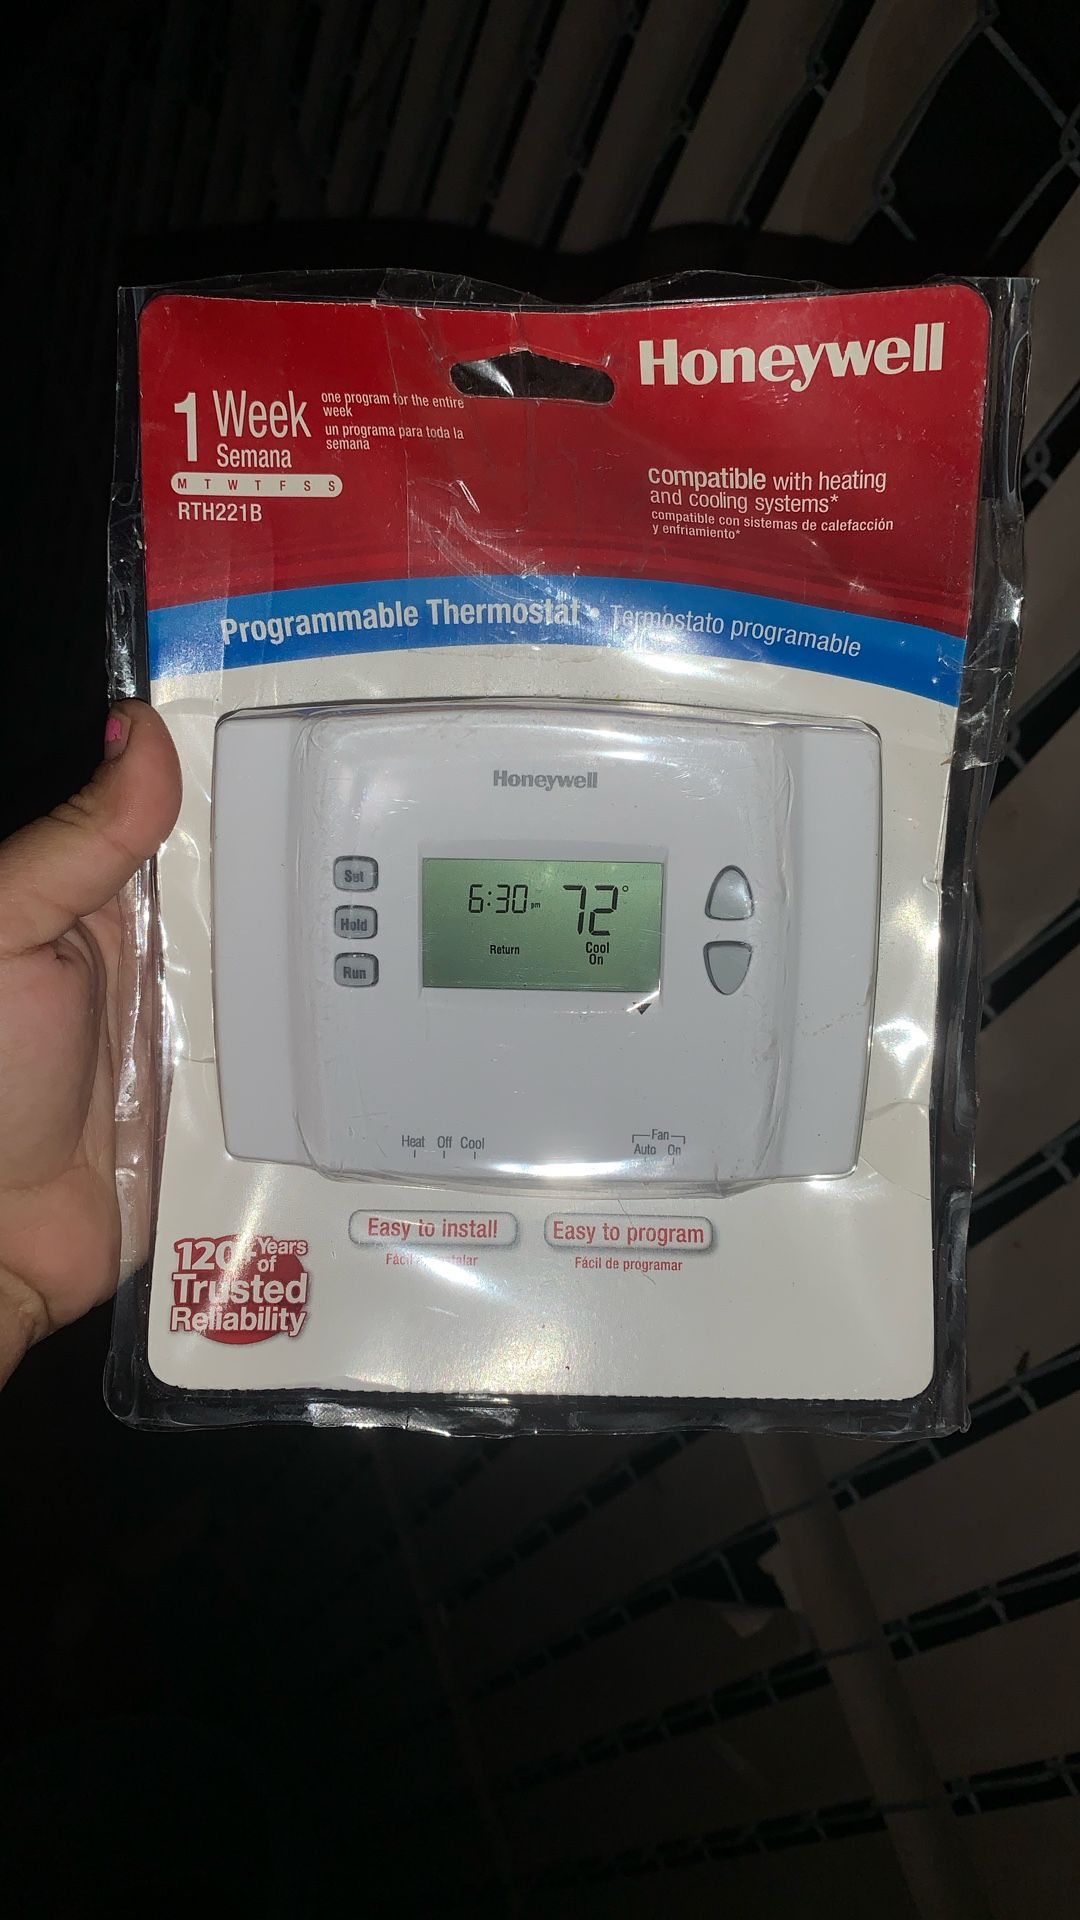 Honeywell
1 Week
Semana
one program for the entire
week
un programa para toda la
semana
M T W T F S S
RTH221B
compatible with heating
and cooling systems*
compatible con sistemas de calefacción
y enfriamiento*
Programmable Thermostat • Termostato programable
Honeywell
Set
Hold
Run
6:30 pm 72°
Return Cool
On
Heat Off Cool
Fan
Auto On
Easy to install
Easy to program
Fácil
Fácil de programar
Years
of
Trusted
Reliability